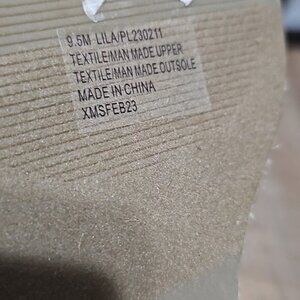 9.5M LILA/PL230211
TEXTILE/MAN MADE UPPER
TEXTILE/MAN MADE OUTSOLE
MADE IN CHINA
XMSFEB23